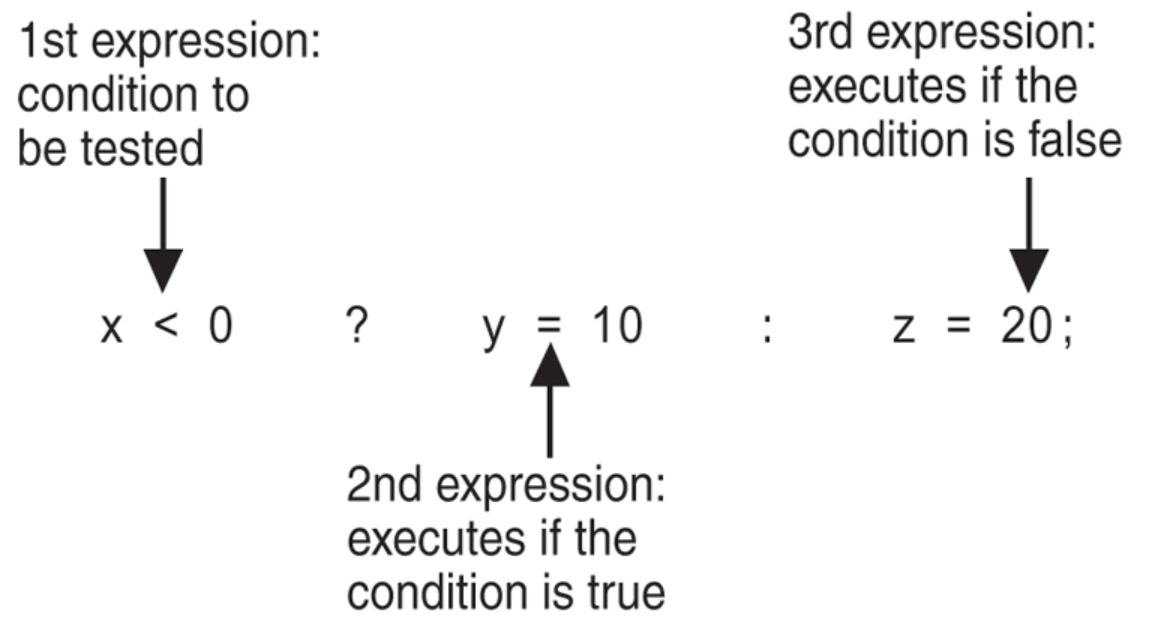 1st expression:
condition to
be tested
3rd expression:
executes if the
condition is false
x < 0 ? y = 10 : z = 20;
2nd expression:
executes if the
condition is true